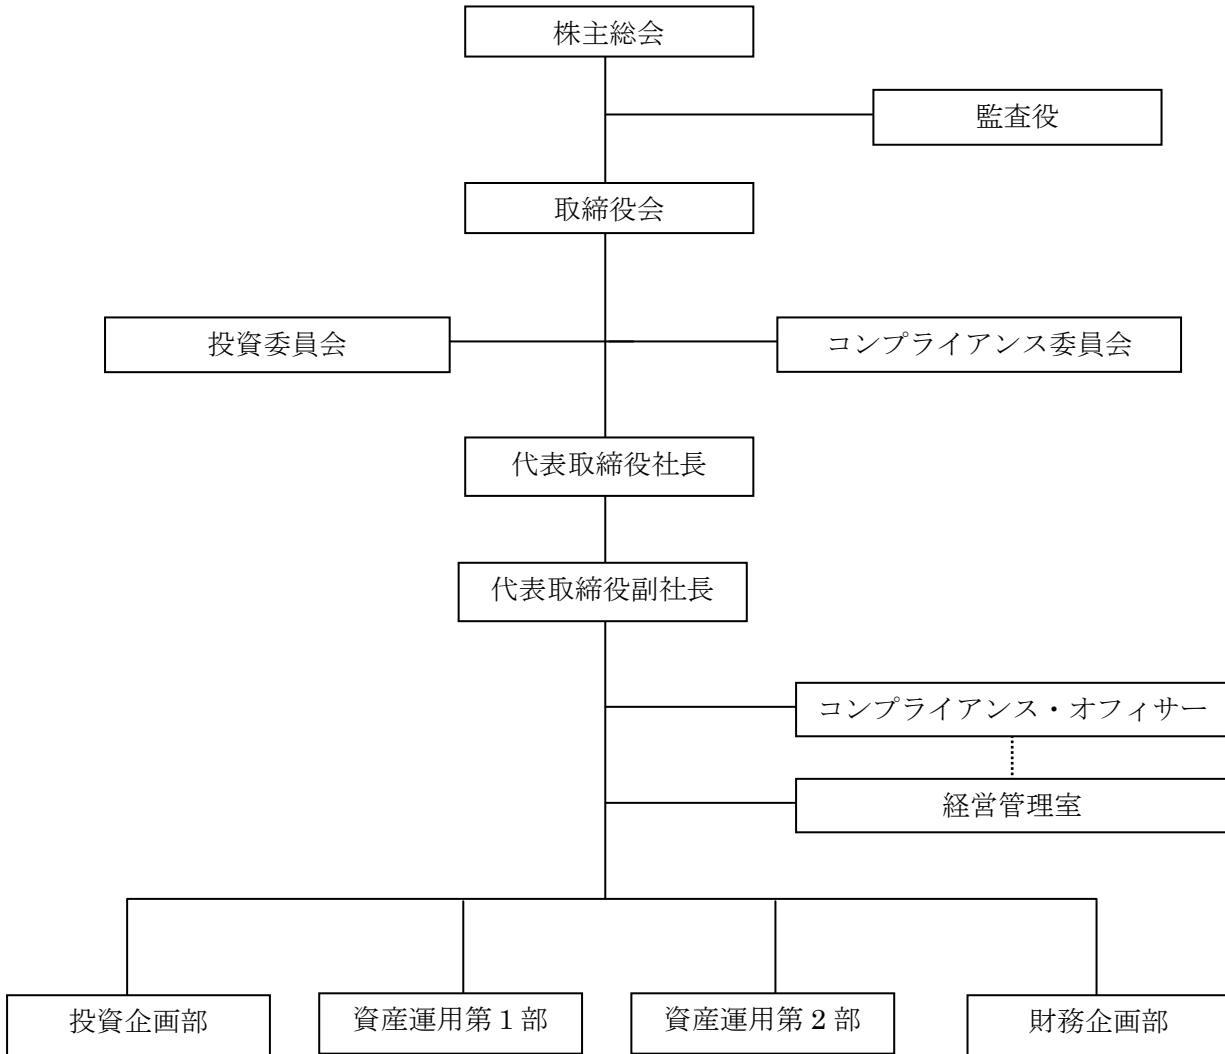 株主総会
監査役
取締役会
投資委員会
コンプライアンス委員会
代表取締役社長
代表取締役副社長
コンプライアンス・オフィサー
経営管理室
投資企画部
資産運用第1部
資産運用第2部
財務企画部